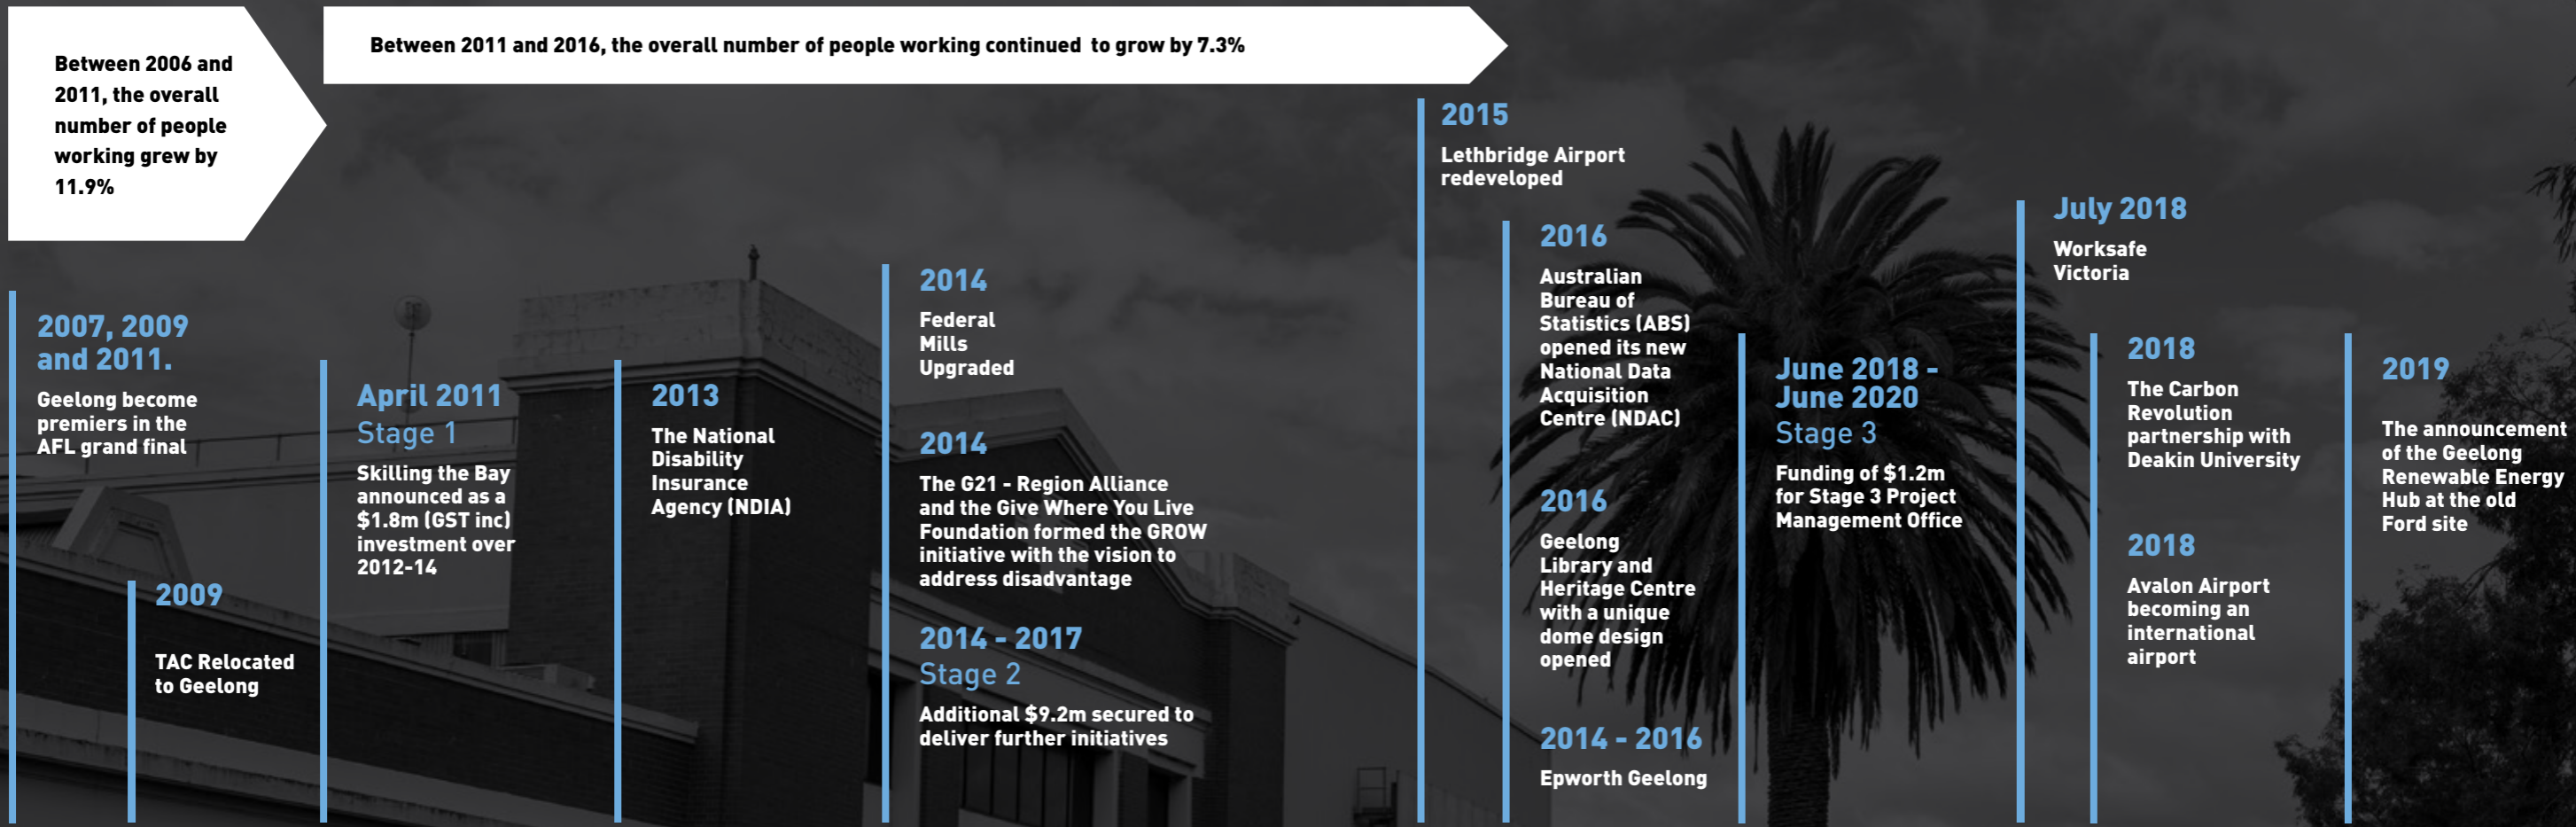 Between 2006 and
2011, the overall
number of people
working grew by
11.9%
Between 2011 and 2016, the overall number of people working continued to grow by 7.3%
2007, 2009
and 2011.
Geelong become
premiers in the
AFL grand final
2009
TAC Relocated
to Geelong
April 2011
Stage 1
Skilling the Bay
announced as a
$1.8m (GST inc)
investment over
2012-14
2013
The National
Disability
Insurance
Agency (NDIA)
2014
Federal
Mills
Upgraded
2014
The G21 - Region Alliance
and the Give Where You Live
Foundation formed the GROW
initiative with the vision to
address disadvantage
2014 - 2017
Stage 2
Additional $9.2m secured to
deliver further initiatives
2015
Lethbridge Airport
redeveloped
2016
Australian
Bureau of
Statistics (ABS)
opened its new
National Data
Acquisition
Centre (NDAC)
2016
Geelong
Library and
Heritage Centre
with a unique
dome design
opened
2014 - 2016
Epworth Geelong
June 2018 -
June 2020
Stage 3
Funding of $1.2m
for Stage 3 Project
Management Office
July 2018
Worksafe
Victoria
2018
The Carbon
Revolution
partnership with
Deakin University
2018
Avalon Airport
becoming an
international
airport
2019
The announcement
of the Geelong
Renewable Energy
Hub at the old
Ford site